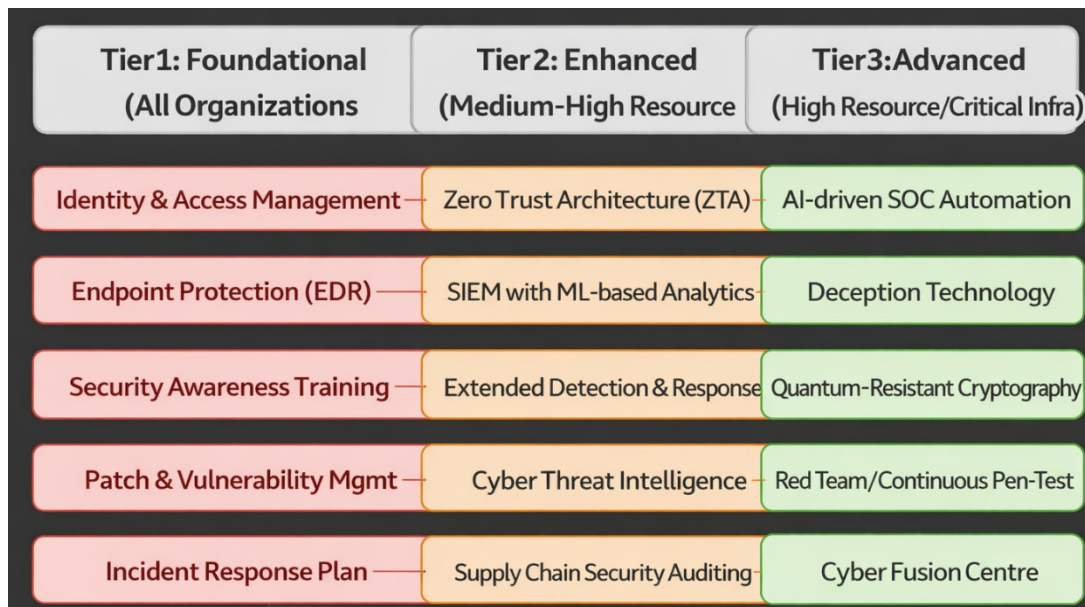 Tier1: Foundational
(All Organizations
Tier2: Enhanced
(Medium-High Resource
Tier3:Advanced
(High Resource/Critical Infra)
Identity & Access Management
Zero Trust Architecture (ZTA)
AI-driven SOC Automation
Endpoint Protection (EDR)
SIEM with ML-based Analytics
Deception Technology
Security Awareness Training
Extended Detection & Response
Quantum-Resistant Cryptography
Patch & Vulnerability Mgmt
Cyber Threat Intelligence
Red Team/Continuous Pen-Test
Incident Response Plan
Supply Chain Security Auditing
Cyber Fusion Centre